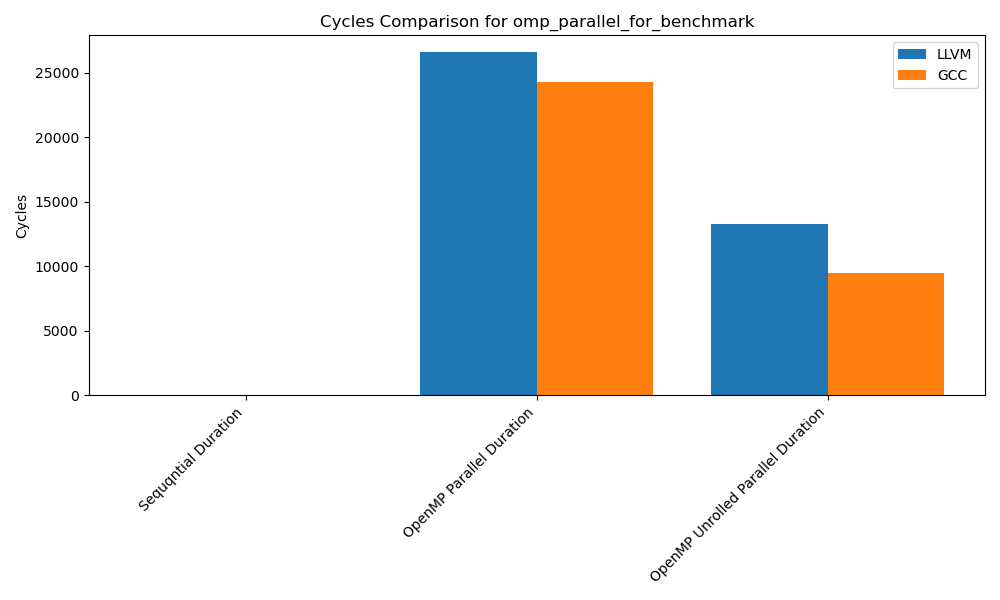 Cycles Comparison for omp_parallel_for_benchmark
LLVM
GCC
25000
20000
15000
10000
5000
0
Cycles
Sequqntial Duration
OpenMP Parallel Duration
OpenMP Unrolled Parallel Duration